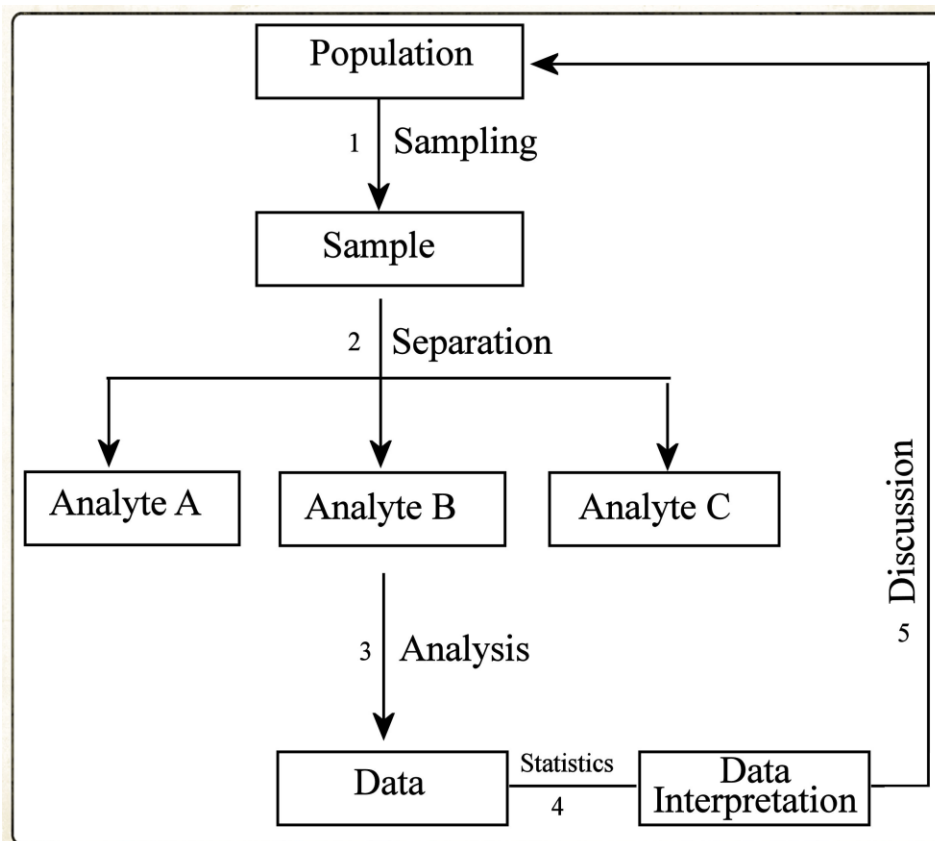 Population
1 Sampling
Sample
2 Separation
Analyte A
Analyte B
Analyte C
3 Analysis
Data
Statistics
4
Data
Interpretation
5 Discussion